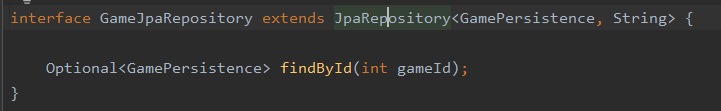 interface GameJpaRepository extends JpaRepository<GamePersistence, String> {
Optional<GamePersistence> findById(int gameId);
}